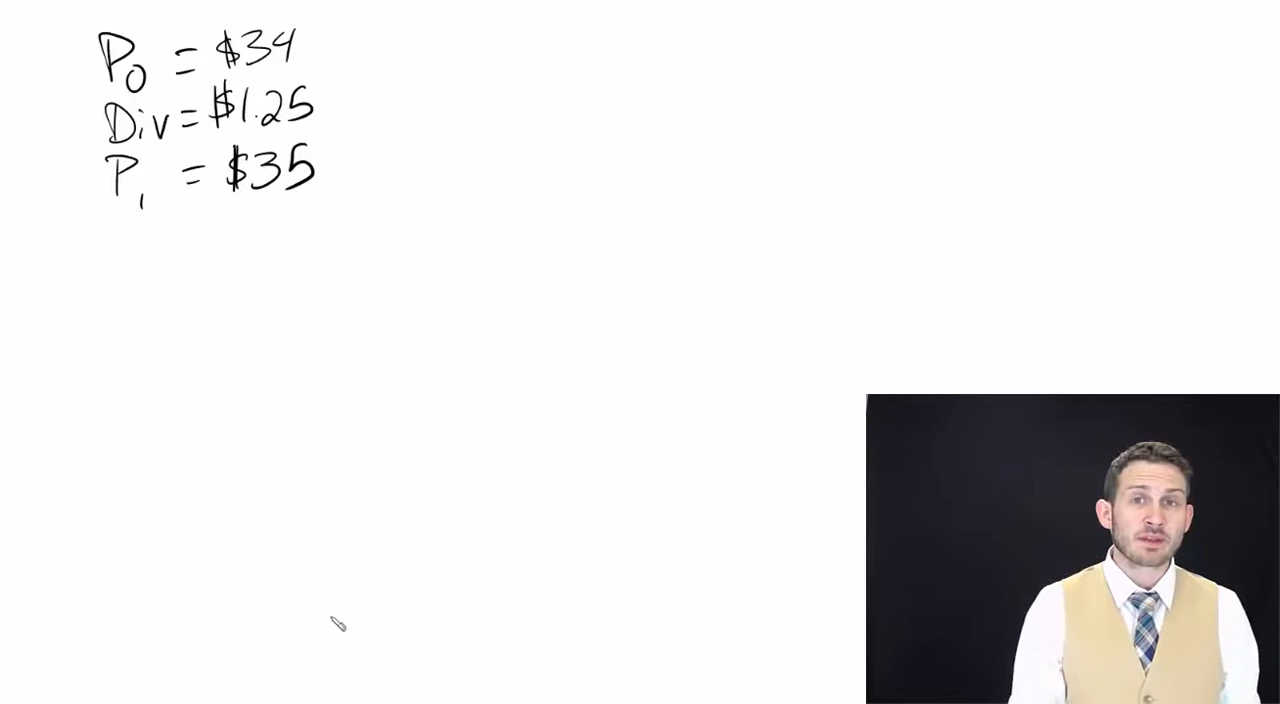 P0 = $34
Div = $1.25
P1 = $35